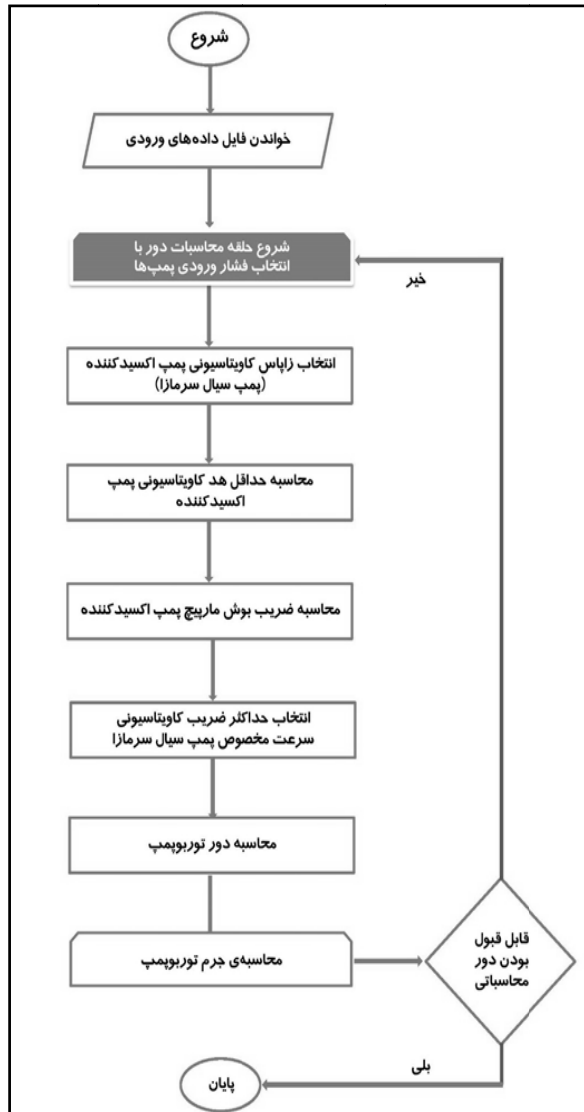 شروع
خواندن فایل داده‌های ورودی
شروع حلقه محاسبات دور با
انتخاب فشار ورودی پمپ‌ها
خیر
انتخاب زاپاس کاویتاسیونی پمپ اکسیدکننده
(پمپ سیال سرمازا)
محاسبه حداقل هد کاویتاسیونی پمپ
اکسیدکننده
محاسبه ضریب بوش مارپیچ پمپ اکسیدکننده
انتخاب حداکثر ضریب کاویتاسیونی
سرعت مخصوص پمپ سیال سرمازا
محاسبه دور توربوپمپ
محاسبه‌ی جرم توربوپمپ
قابل قبول
بودن دور
محاسباتی
بلی
پایان